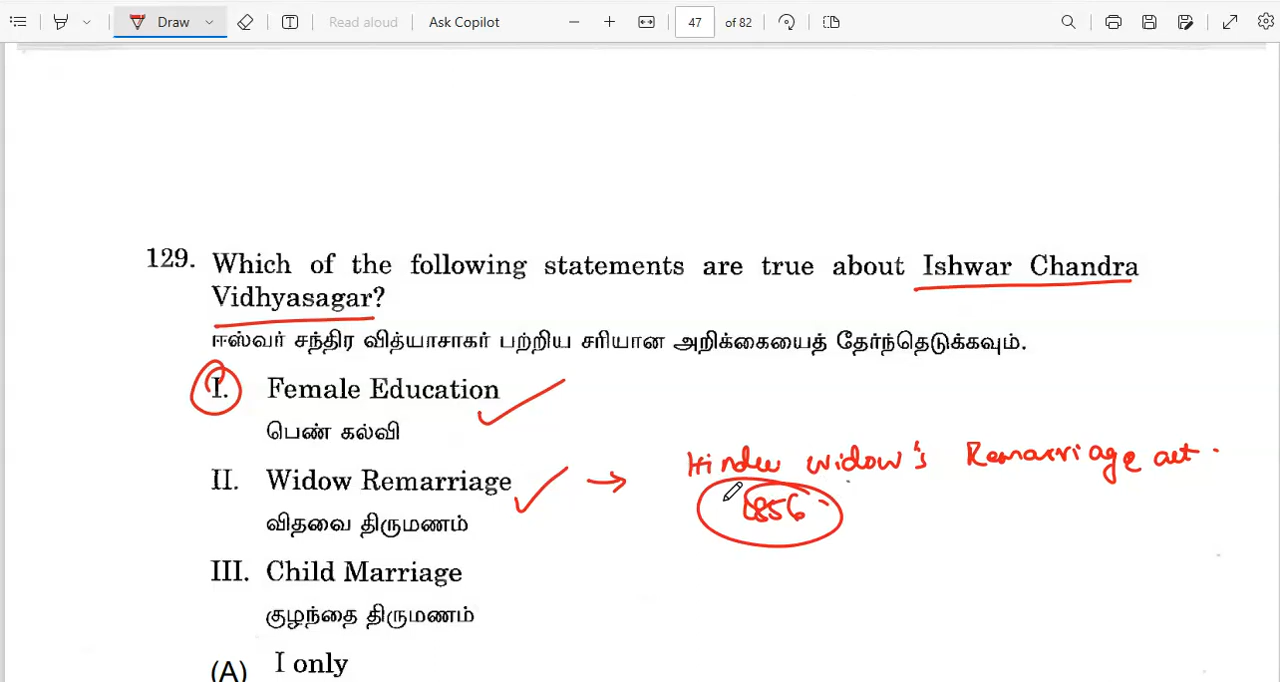 Draw
Read aloud
Ask Copilot
47 of 82
129. Which of the following statements are true about Ishwar Chandra
Vidhyasagar?
ஈஸ்வர் சந்திர வித்யாசாகர் பற்றிய சரியான அறிக்கையைத் தேர்ந்தெடுக்கவும்.
I. Female Education
பெண் கல்வி
II. Widow Remarriage
விதவை திருமணம்
Hindu widow's Remarriage act.
1856
III. Child Marriage
குழந்தை திருமணம்
(A) I only